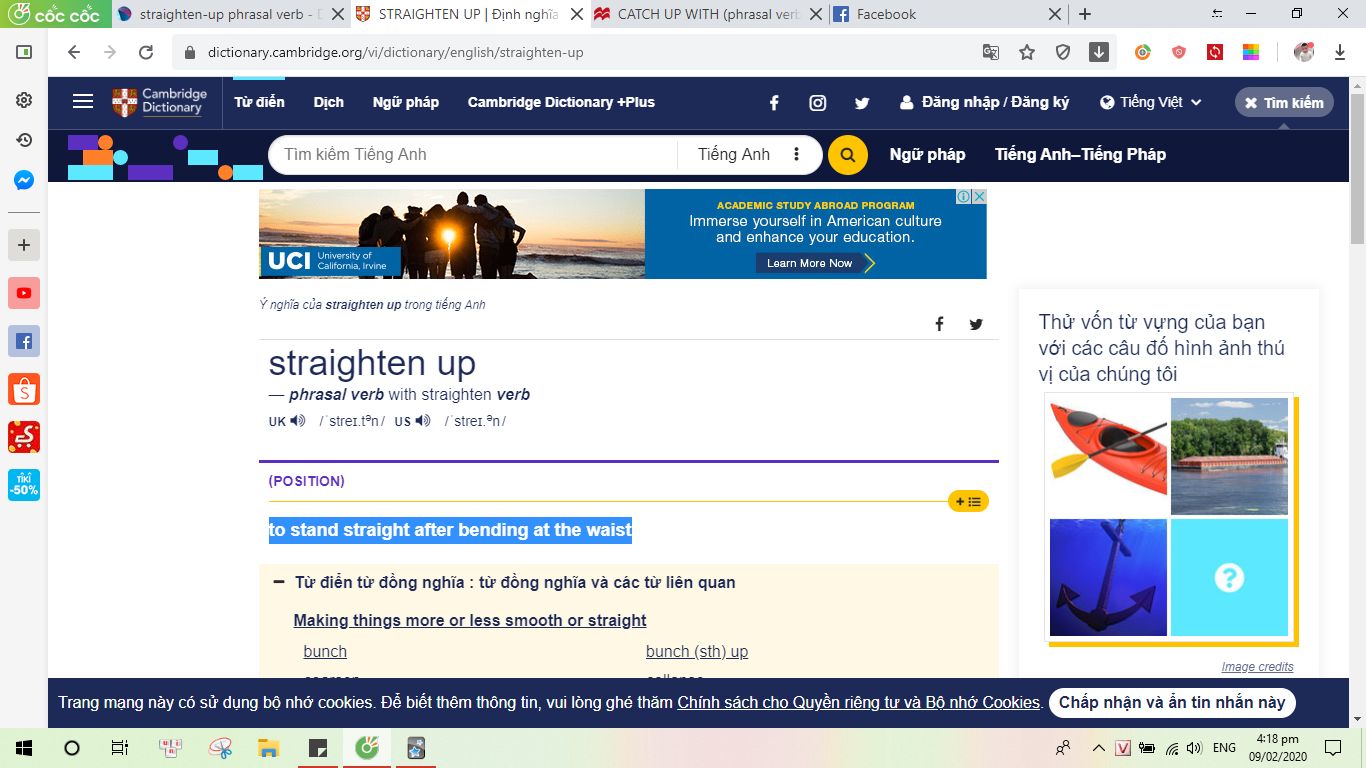 cốc cốc
straighten-up phrasal verb - D
STRAIGHTEN UP | Định nghĩa
CATCH UP WITH (phrasal verb
Facebook
dictionary.cambridge.org/vi/dictionary/english/straighten-up
Cambridge
Dictionary
Từ điển
Dịch
Ngữ pháp
Cambridge Dictionary +Plus
Đăng nhập / Đăng ký
Tiếng Việt
Tìm kiếm
Tìm kiếm Tiếng Anh
Tiếng Anh
Ngữ pháp
Tiếng Anh–Tiếng Pháp
ACADEMIC STUDY ABROAD PROGRAM
Immerse yourself in American culture
and enhance your education.
UCI University of
California, Irvine
Learn More Now
Ý nghĩa của straighten up trong tiếng Anh
straighten up
— phrasal verb with straighten verb
UK /ˈstreɪ.tᵊn/ US /ˈstreɪ.ᵊn/
(POSITION)
to stand straight after bending at the waist
Từ điển từ đồng nghĩa : từ đồng nghĩa và các từ liên quan
Making things more or less smooth or straight
bunch
bunch (sth) up
Thử vốn từ vựng của bạn
với các câu đố hình ảnh thú
vị của chúng tôi
?
Image credits
TIKI
-50%
Trang mạng này có sử dụng bộ nhớ cookies. Để biết thêm thông tin, vui lòng ghé thăm Chính sách cho Quyền riêng tư và Bộ nhớ Cookies.
Chấp nhận và ẩn tin nhắn này
V
ENG
4:18 pm
09/02/2020